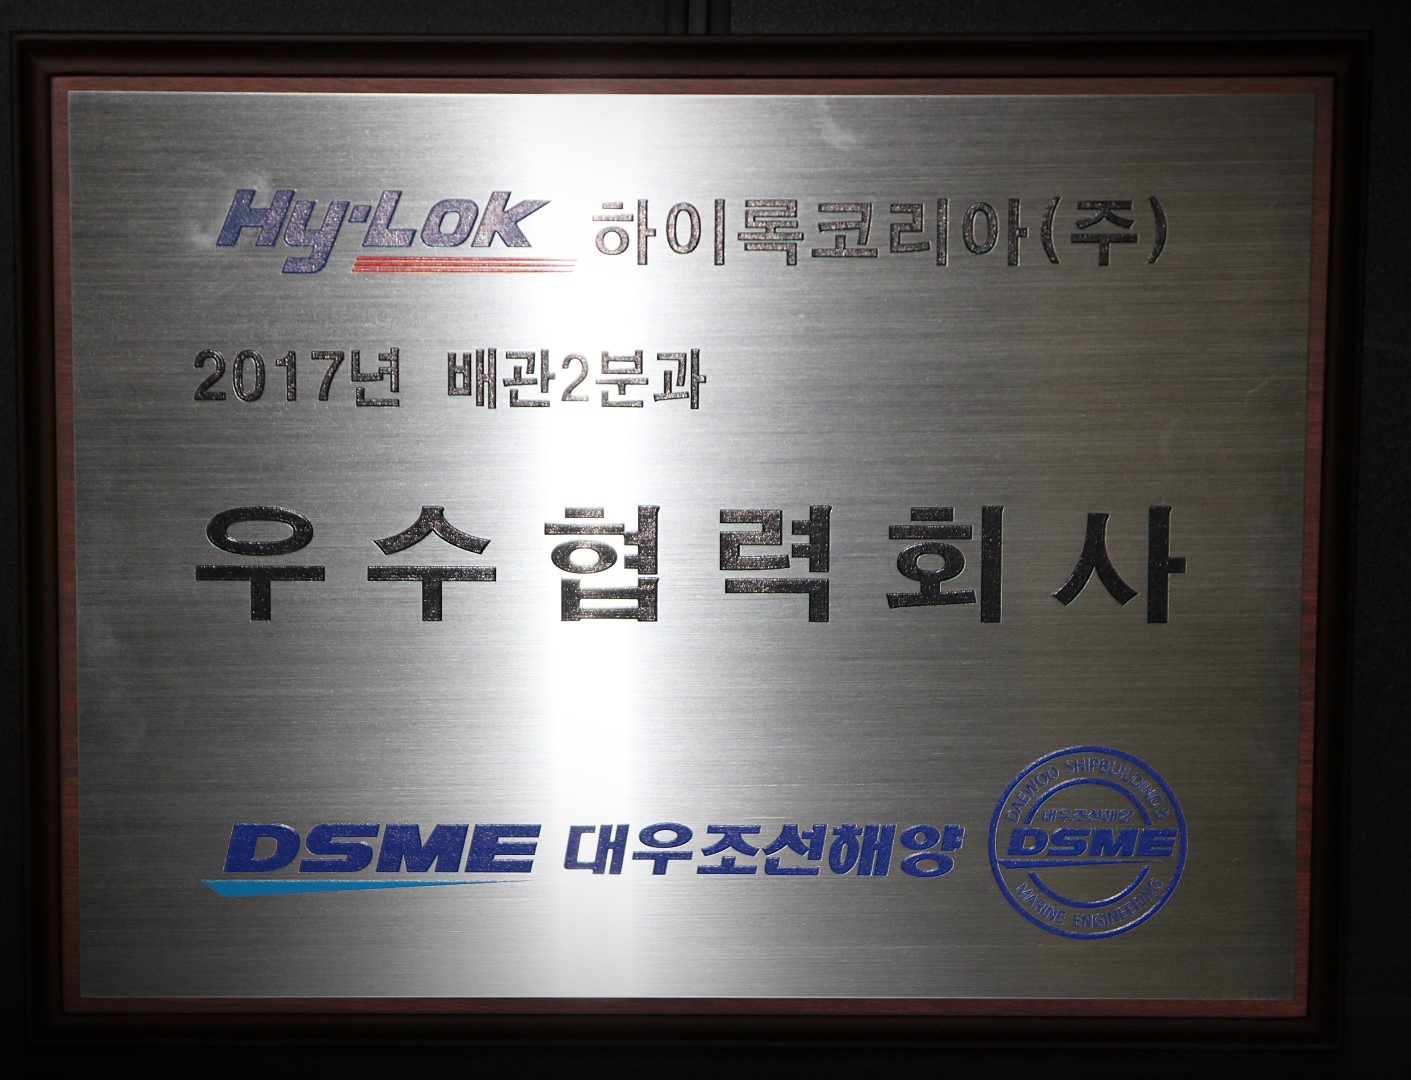 Hy-Lok 하이록코리아(주)
2017년 배관2분과
우수협력회사
DSME 대우조선해양
DAEWOO SHIPBUILDING &
대우조선해양
DSME
MARINE ENGINEERING